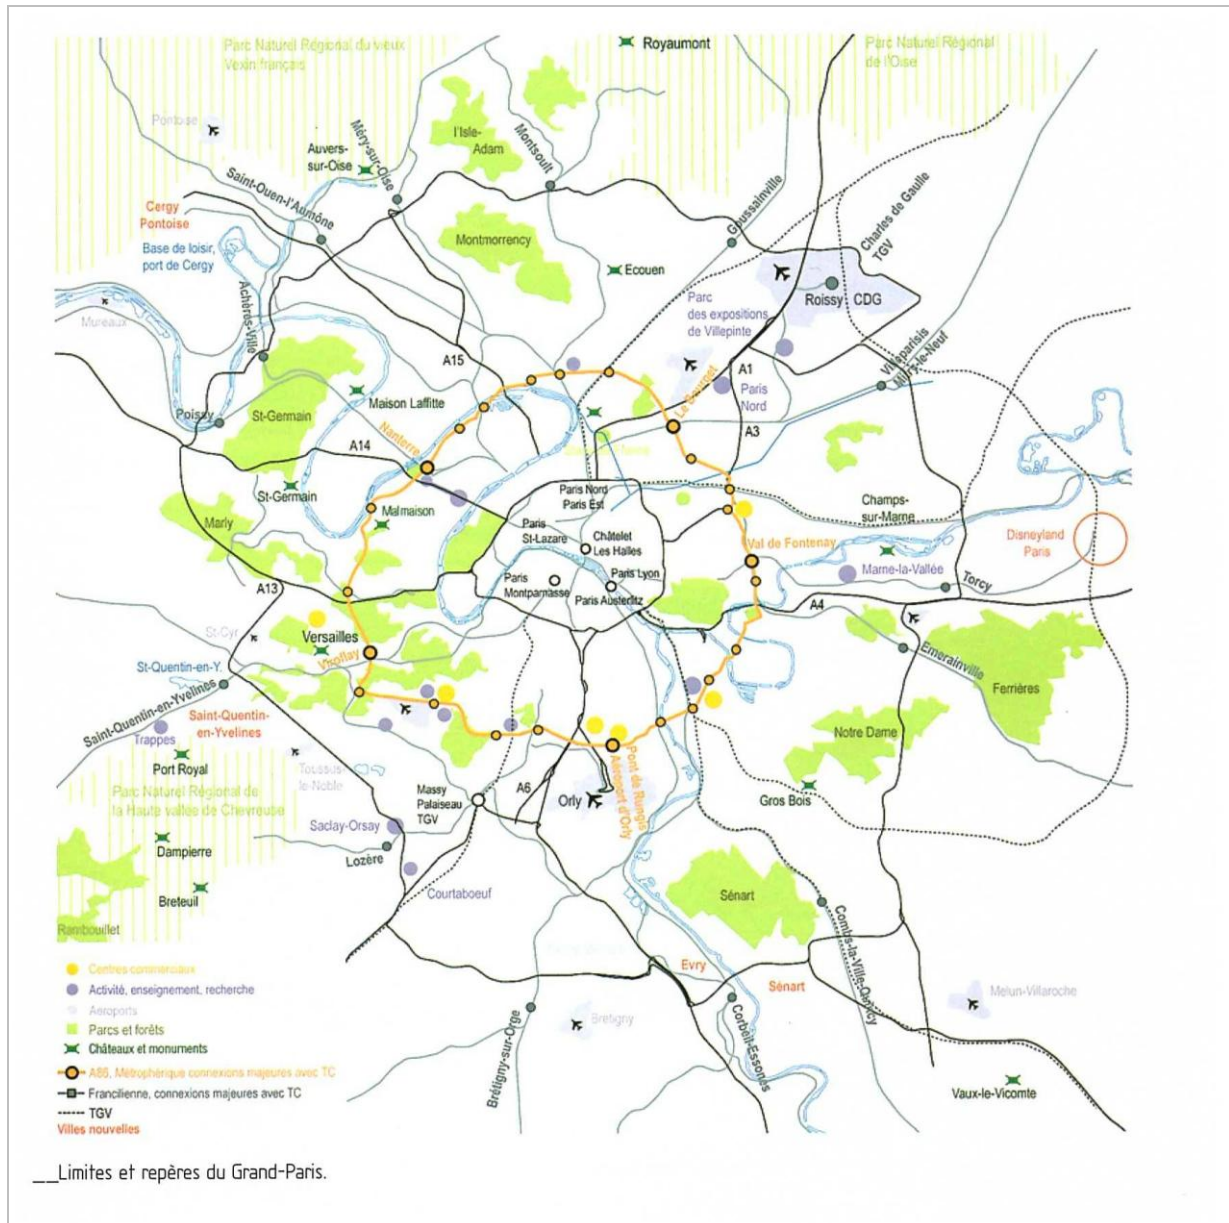 Parc Naturel Régional du vieux
Vexin français
Royaumont
Parc Naturel Régional
de l'Oise
Pontoise
Méry-sur-Oise
Auvers-
sur-Oise
l'Isle-
Adam
Montsoult
Saint-Ouen-l'Aumône
Goussainville
Charles de Gaulle
TGV
Cergy
Pontoise
Base de loisir,
port de Cergy
Montmorrency
Ecouen
Roissy CDG
Achères-Ville
Mureaux
Parc
des expositions
de Villepinte
A15
Villeparisis
Mitry-le-Neuf
A1
Le Bourget
Paris
Nord
Maison Laffitte
Poissy
St-Germain
A14
Nanterre
A3
St-Germain
Marly
Malmaison
Paris Nord
Paris Est
Paris
St-Lazare
Châtelet
Les Halles
Champs-
sur-Marne
Val de Fontenay
Disneyland
Paris
Marne-la-Vallée
Torcy
A13
Paris
Montparnasse
Paris Lyon
Paris Austerlitz
A4
St-Cyr
Versailles
Viroflay
Emerainville
St-Quentin-en-Y.
Ferrières
Saint-Quentin-en-Yvelines
Saint-Quentin-
en-Yvelines
Trappes
Notre Dame
Port Royal
Toussus-
le-Noble
Parc Naturel Régional de
la Haute vallée de Chevreuse
Massy
Palaiseau
TGV
A6
Orly
Pont de Rungis
Aéroport d'Orly
Gros Bois
Saclay-Orsay
Lozère
Dampierre
Courtaboeuf
Breteuil
Sénart
Rambouillet
Combs-la-Ville-Quincy
Evry
Sénart
Melun-Villaroche
Brétigny-sur-Orge
Bretigny
Corbeil-Essonés
Vaux-le-Vicomte
Centres commerciaux
Activité, enseignement, recherche
Aeroports
Parcs et forêts
Châteaux et monuments
A86, Métrophérique connexions majeures avec TC
Francilienne, connexions majeures avec TC
TGV
Villes nouvelles
__Limites et repères du Grand-Paris.